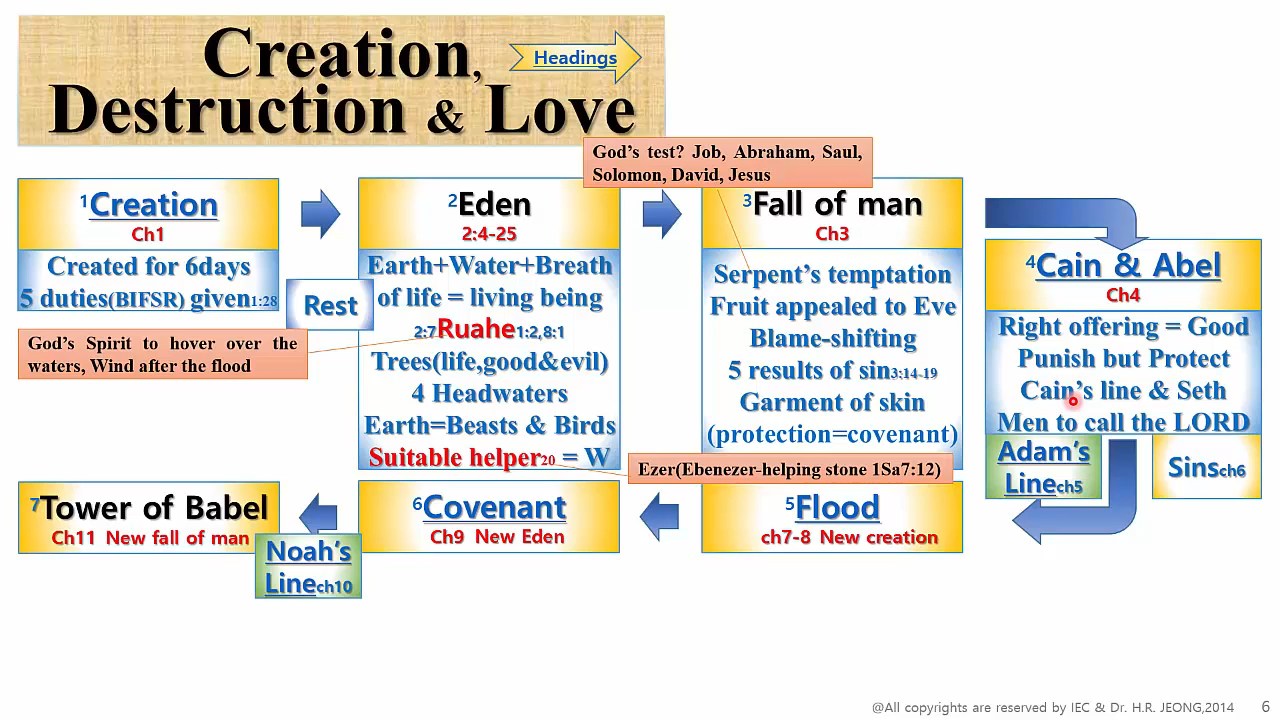 Creation,
Headings
Destruction & Love
God's test? Job, Abraham, Saul,
Solomon, David, Jesus
1Creation
Ch1
Created for 6days
5 duties(BIFSR) given1:28
Rest
God's Spirit to hover over the
waters, Wind after the flood
2Eden
2:4-25
Earth+Water+Breath
of life = living being
2:7Ruahe1:2,8:1
Trees(life,good&evil)
4 Headwaters
Earth=Beasts & Birds
Suitable helper20 = W
3Fall of man
Ch3
Serpent's temptation
Fruit appealed to Eve
Blame-shifting
5 results of sin3:14-19
Garment of skin
(protection=covenant)
Ezer(Ebenezer-helping stone 1Sa7:12)
4Cain & Abel
Ch4
Right offering = Good
Punish but Protect
Cain's line & Seth
Men to call the LORD
Adam's
Linech5
Sinsch6
5Flood
ch7-8 New creation
6Covenant
Ch9 New Eden
Noah's
Linech10
7Tower of Babel
Ch11 New fall of man
@All copyrights are reserved by IEC & Dr. H.R. JEONG,2014
6